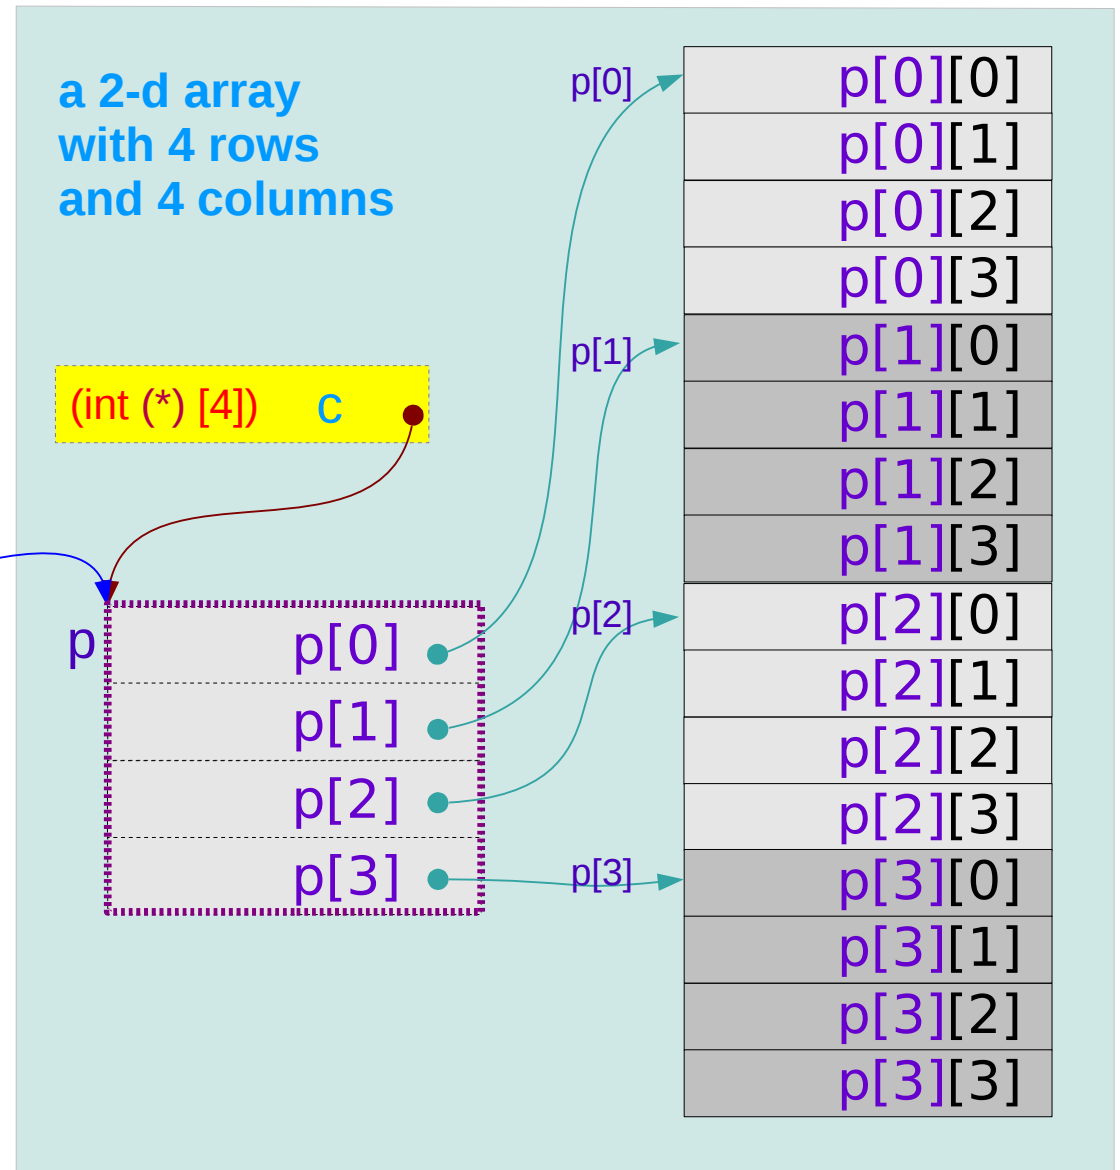 a 2-d array
with 4 rows
and 4 columns
(int (*) [4]) c
p
p[0]
p[1]
p[2]
p[3]
p[0]
p[1]
p[2]
p[3]
p[0][0]
p[0][1]
p[0][2]
p[0][3]
p[1][0]
p[1][1]
p[1][2]
p[1][3]
p[2][0]
p[2][1]
p[2][2]
p[2][3]
p[3][0]
p[3][1]
p[3][2]
p[3][3]